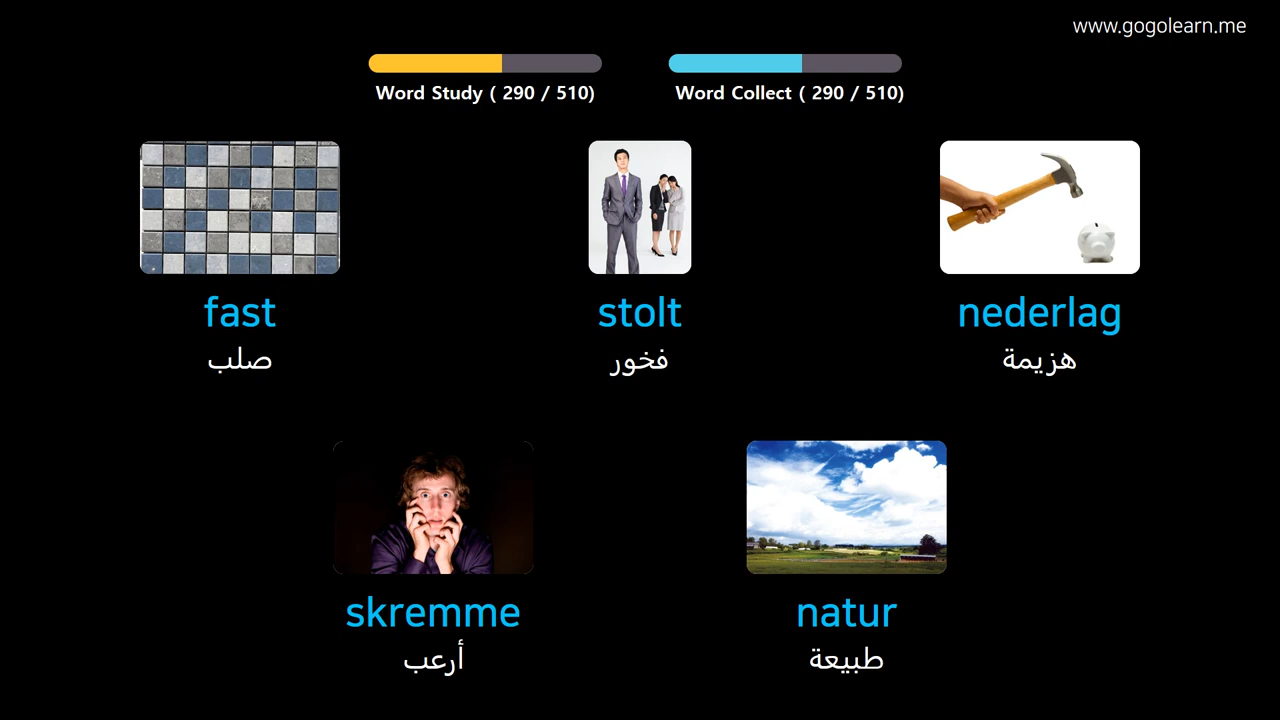 www.gogolearn.me
Word Study ( 290 / 510)
Word Collect ( 290 / 510)
fast
صلب
stolt
فخور
nederlag
هزيمة
skremme
أرعب
natur
طبيعة